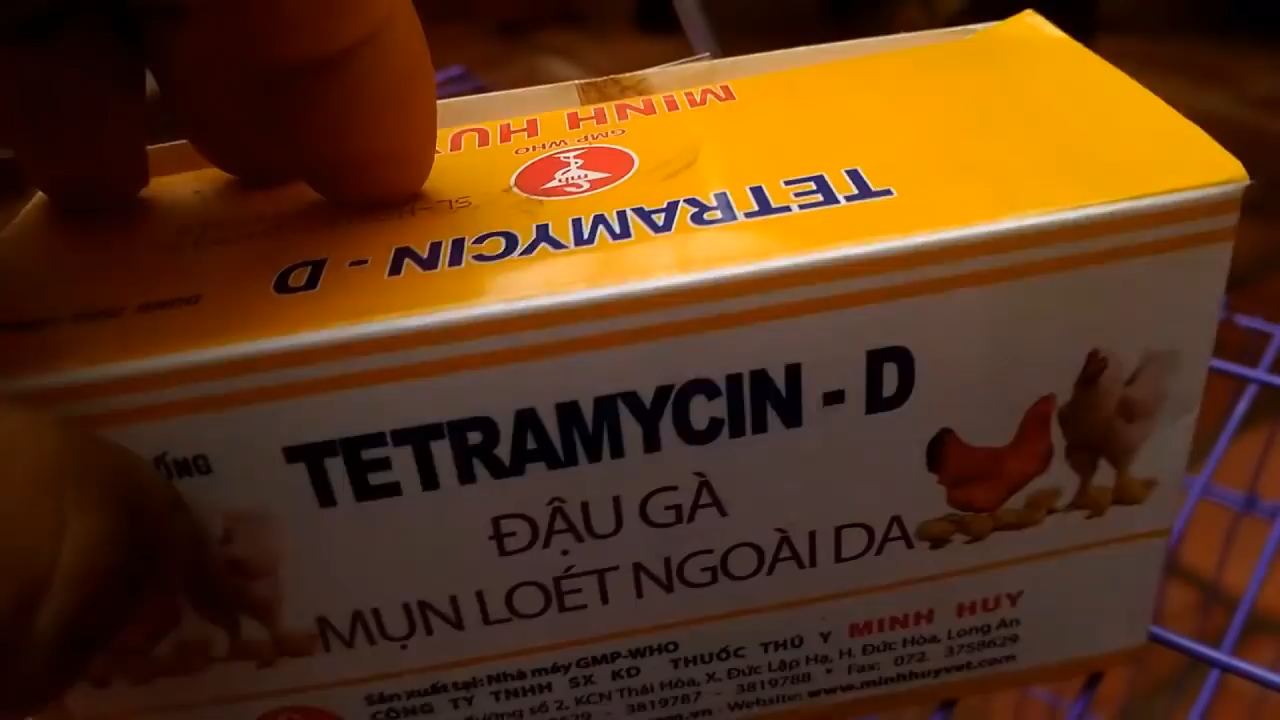 MINH HUY
GMP WHO
TETRAMYCIN - D
ỐNG
TETRAMYCIN - D
ĐẬU GÀ
MỤN LOÉT NGOÀI DA
Sản xuất tại: Nhà máy GMP-WHO
CÔNG TY TNHH SX KD THUỐC THÚ Y MINH HUY
Đường số 2, KCN Thái Hòa, X. Đức Lập Hạ, H. Đức Hòa, Long An
3819787 - 3819788 * Fax: 072. 3758629
Website: www.minhhuyvet.com